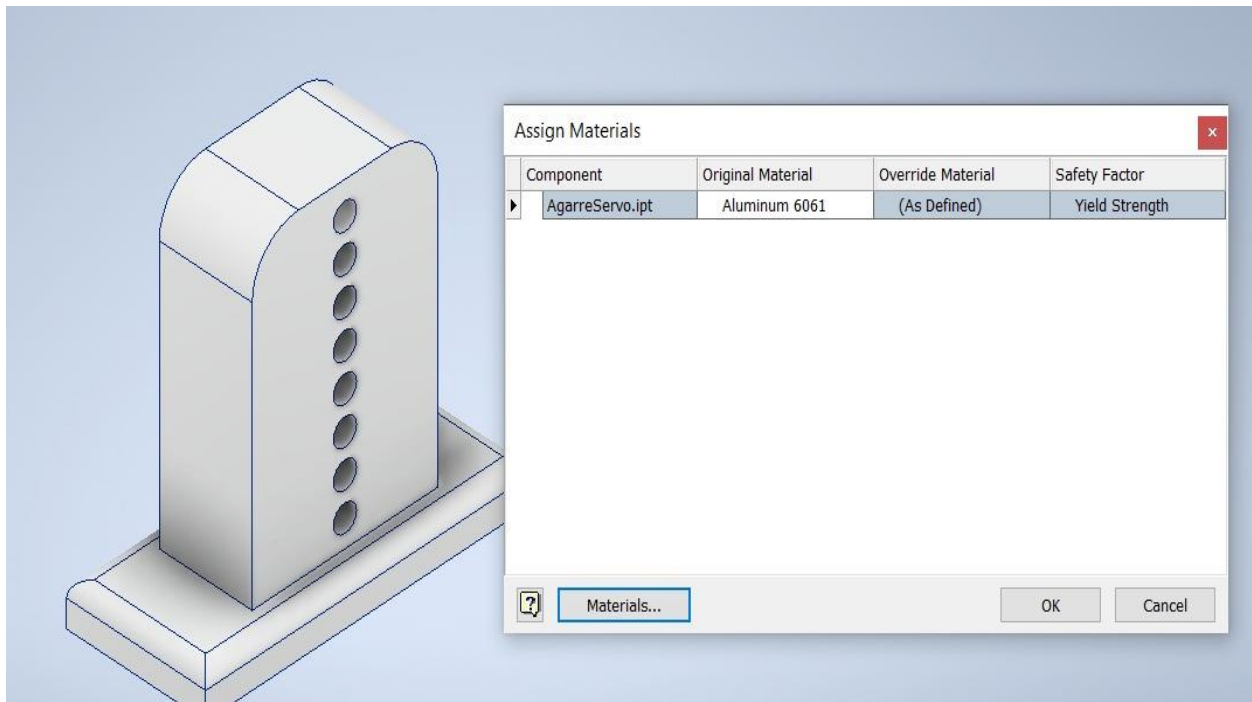 Assign Materials
Component Original Material Override Material Safety Factor
AgarreServo.ipt Aluminum 6061 (As Defined) Yield Strength
? Materials... OK Cancel